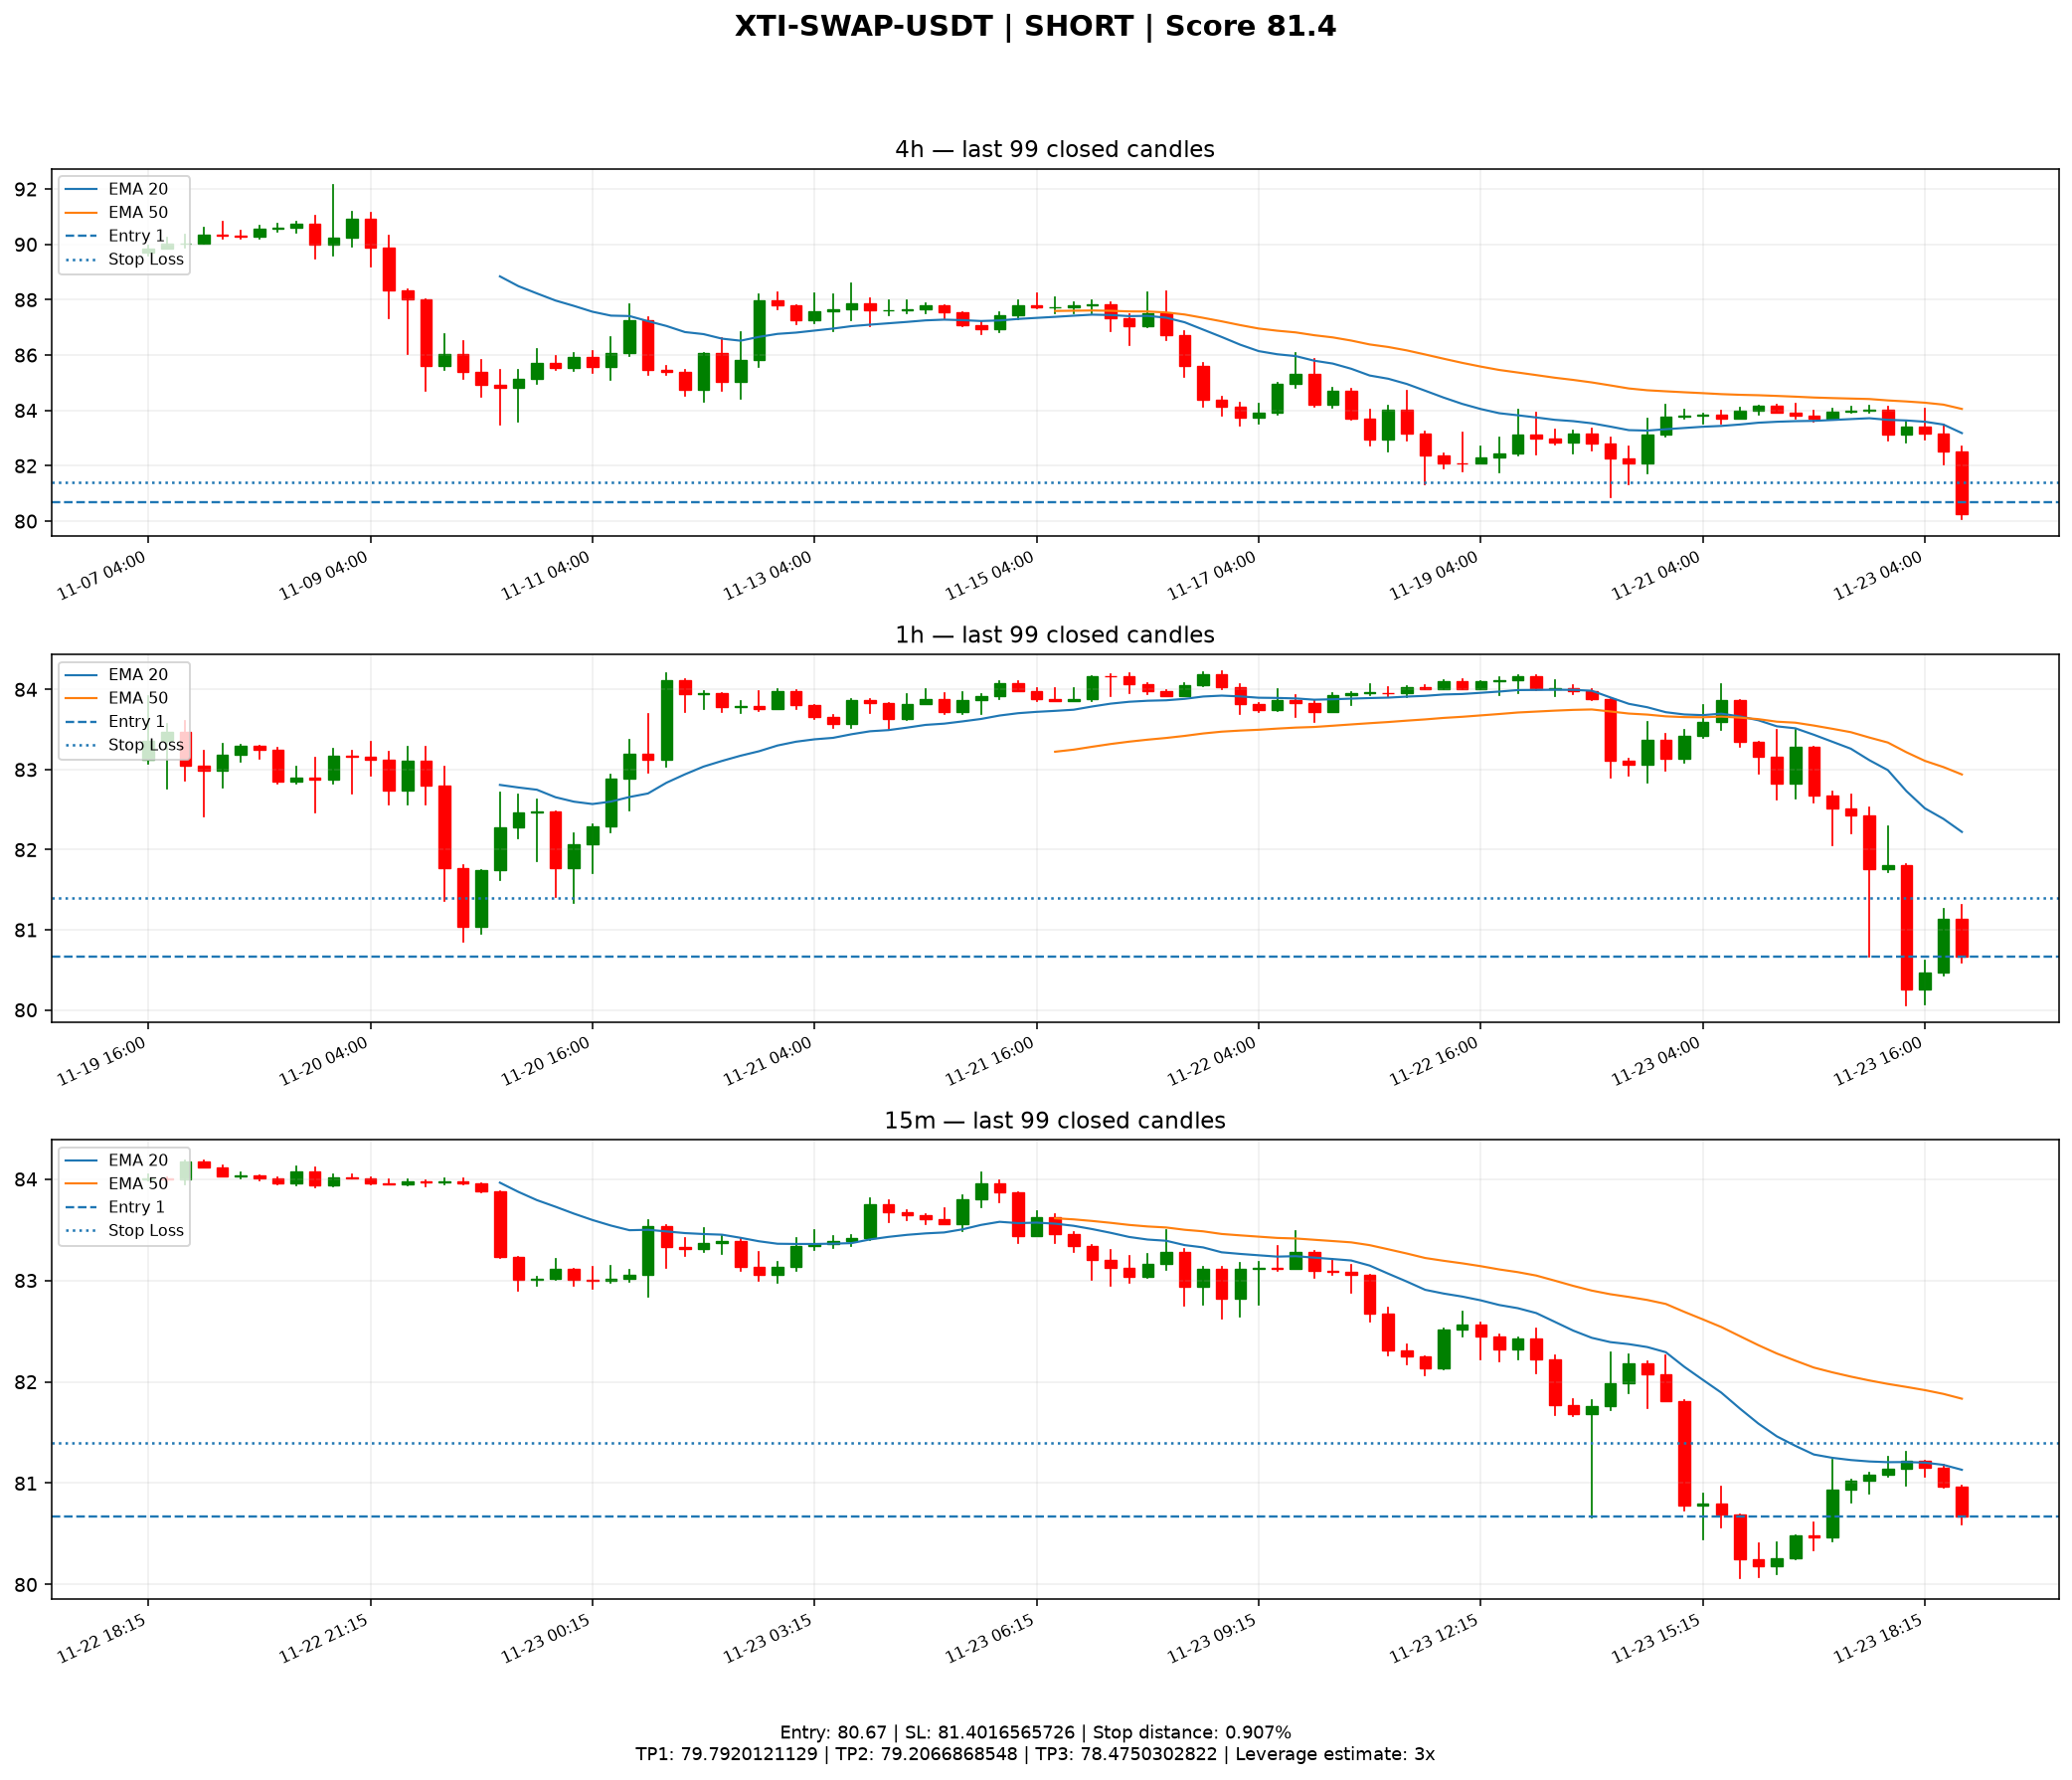 XTI-SWAP-USDT | SHORT | Score 81.4
4h — last 99 closed candles
EMA 20
EMA 50
Entry 1
Stop Loss
92
90
88
86
84
82
80
11-07 04:00
11-09 04:00
11-11 04:00
11-13 04:00
11-15 04:00
11-17 04:00
11-19 04:00
11-21 04:00
11-23 04:00
1h — last 99 closed candles
EMA 20
EMA 50
Entry 1
Stop Loss
84
83
82
81
80
11-19 16:00
11-20 04:00
11-20 16:00
11-21 04:00
11-21 16:00
11-22 04:00
11-22 16:00
11-23 04:00
11-23 16:00
15m — last 99 closed candles
EMA 20
EMA 50
Entry 1
Stop Loss
84
83
82
81
80
11-22 18:15
11-22 21:15
11-23 00:15
11-23 03:15
11-23 06:15
11-23 09:15
11-23 12:15
11-23 15:15
11-23 18:15
Entry: 80.67 | SL: 81.4016565726 | Stop distance: 0.907%
TP1: 79.7920121129 | TP2: 79.2066868548 | TP3: 78.4750302822 | Leverage estimate: 3x